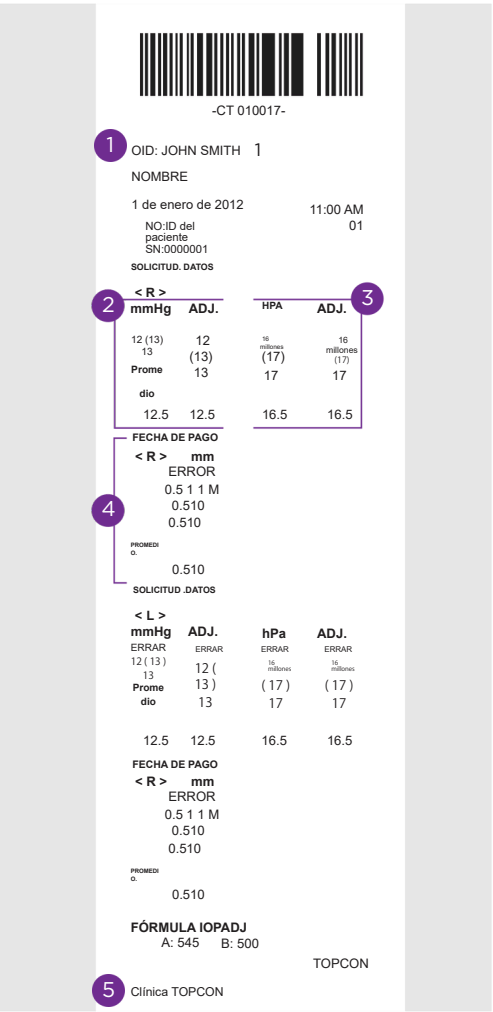 -CT 010017-
1
OID: JOHN SMITH 1
NOMBRE
1 de enero de 2012 11:00 AM
NO:ID del 01
paciente
SN:0000001
SOLICITUD. DATOS
< R >
2 3
mmHg ADJ. HPA ADJ.
12 (13) 12 16 16
13 (13) millones millones
(17) (17)
Prome 13 17 17
dio
12.5 12.5 16.5 16.5
FECHA DE PAGO
< R > mm
ERROR
0.5 1 1 M
4
0.510
0.510
PROMEDI
O.
0.510
SOLICITUD .DATOS
< L >
mmHg ADJ. hPa ADJ.
ERRAR ERRAR ERRAR ERRAR
12 ( 13 ) 12 ( 16 16
13 millones millones
Prome 13 ) ( 17 ) ( 17 )
dio 13 17 17
12.5 12.5 16.5 16.5
FECHA DE PAGO
< R > mm
ERROR
0.5 1 1 M
0.510
0.510
PROMEDI
O.
0.510
FÓRMULA IOPADJ
A: 545 B: 500
TOPCON
5
Clínica TOPCON